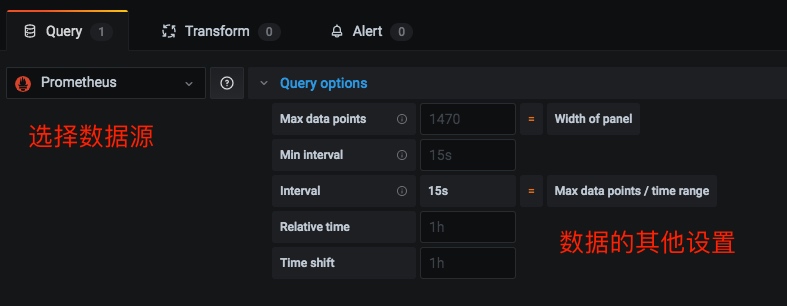 Query 1 Transform 0 Alert 0
Prometheus Query options
Max data points 1470 = Width of panel
选择数据源
Min interval 15s
Interval 15s = Max data points / time range
Relative time 1h
数据的其他设置
Time shift 1h